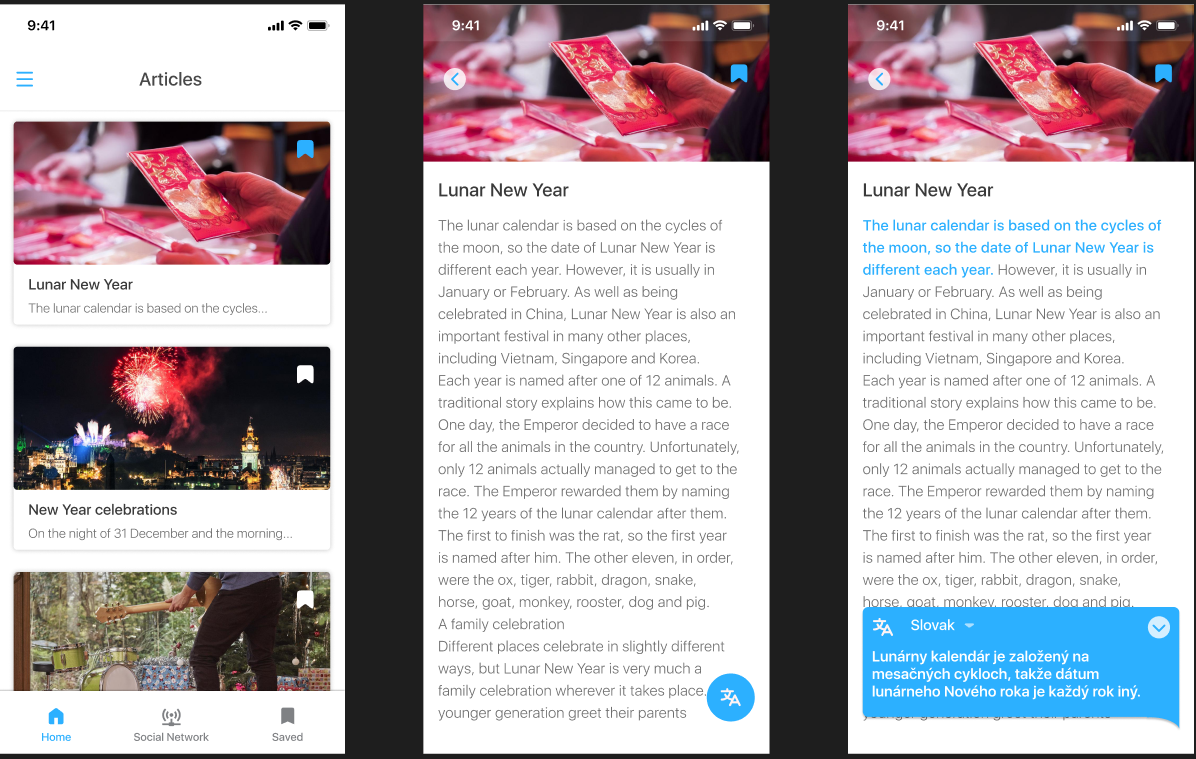 9:41
Articles
Lunar New Year
The lunar calendar is based on the cycles...
New Year celebrations
On the night of 31 December and the morning...
Home
Social Network
Saved
9:41
Lunar New Year
The lunar calendar is based on the cycles of
the moon, so the date of Lunar New Year is
different each year. However, it is usually in
January or February. As well as being
celebrated in China, Lunar New Year is also an
important festival in many other places,
including Vietnam, Singapore and Korea.
Each year is named after one of 12 animals. A
traditional story explains how this came to be.
One day, the Emperor decided to have a race
for all the animals in the country. Unfortunately,
only 12 animals actually managed to get to the
race. The Emperor rewarded them by naming
the 12 years of the lunar calendar after them.
The first to finish was the rat, so the first year
is named after him. The other eleven, in order,
were the ox, tiger, rabbit, dragon, snake,
horse, goat, monkey, rooster, dog and pig.
A family celebration
Different places celebrate in slightly different
ways, but Lunar New Year is very much a
family celebration wherever it takes place.
younger generation greet their parents
9:41
Lunar New Year
The lunar calendar is based on the cycles of
the moon, so the date of Lunar New Year is
different each year. However, it is usually in
January or February. As well as being
celebrated in China, Lunar New Year is also an
important festival in many other places,
including Vietnam, Singapore and Korea.
Each year is named after one of 12 animals. A
traditional story explains how this came to be.
One day, the Emperor decided to have a race
for all the animals in the country. Unfortunately,
only 12 animals actually managed to get to the
race. The Emperor rewarded them by naming
the 12 years of the lunar calendar after them.
The first to finish was the rat, so the first year
is named after him. The other eleven, in order,
were the ox, tiger, rabbit, dragon, snake,
horse, goat, monkey, rooster, dog and pig.
Slovak
Lunárny kalendár je založený na
mesačných cykloch, takže dátum
lunárneho Nového roka je každý rok iný.
younger generation greet their parents